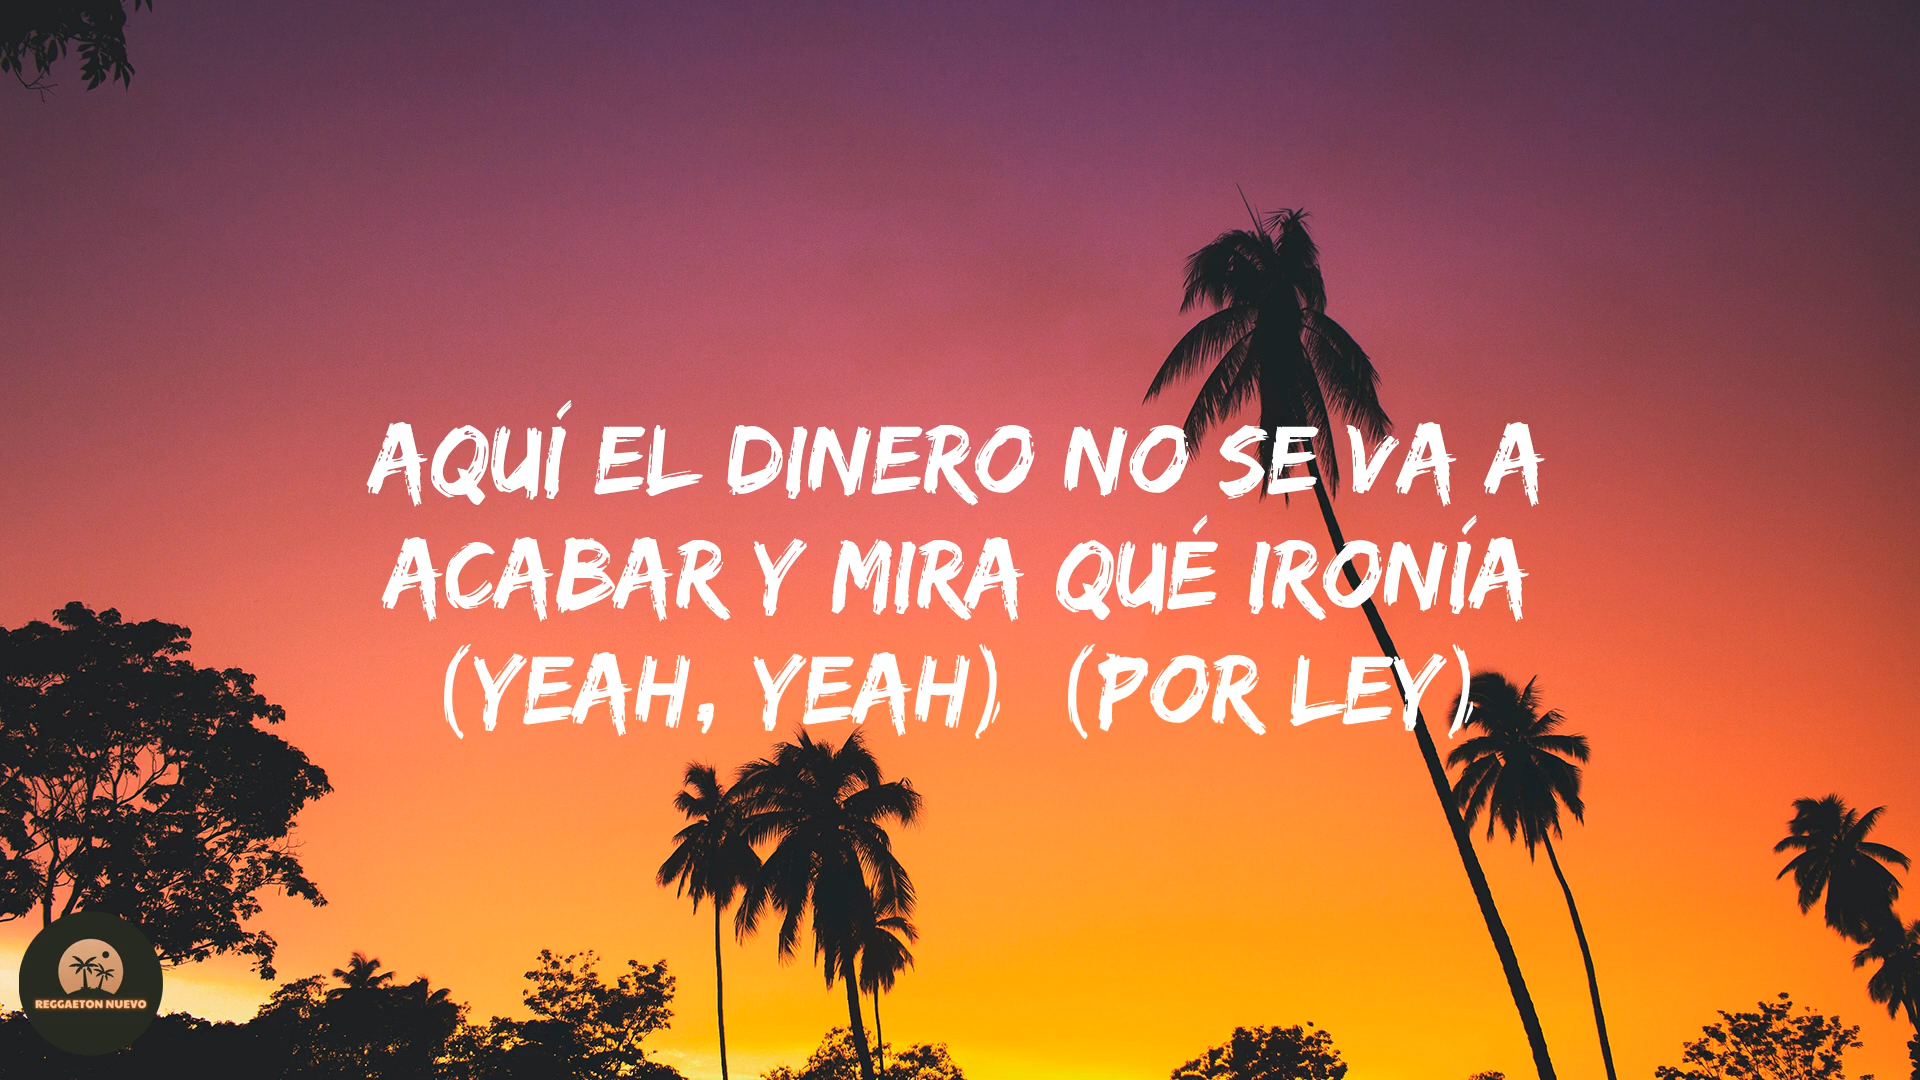 AQUÍ EL DINERO NO SE VA A
ACABAR Y MIRA QUÉ IRONÍA
(YEAH, YEAH) (POR LEY)
REGGAETON NUEVO